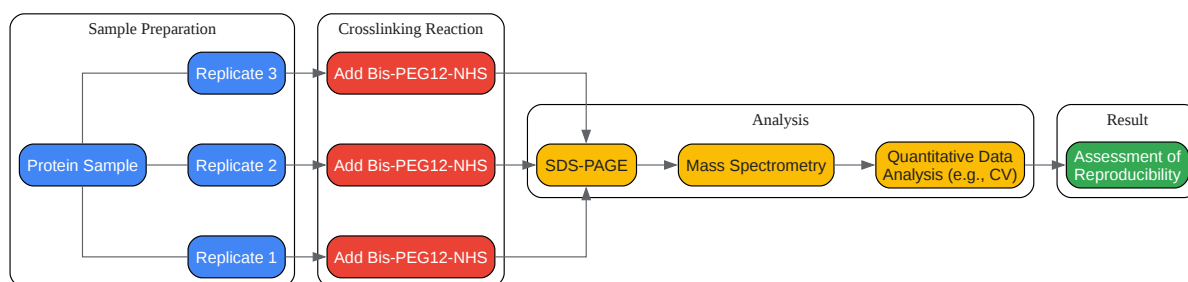 Sample Preparation
Crosslinking Reaction
Replicate 3
Add Bis-PEG12-NHS
Analysis
Result
Protein Sample
Replicate 2
Add Bis-PEG12-NHS
SDS-PAGE
Mass Spectrometry
Quantitative Data
Analysis (e.g., CV)
Assessment of
Reproducibility
Replicate 1
Add Bis-PEG12-NHS